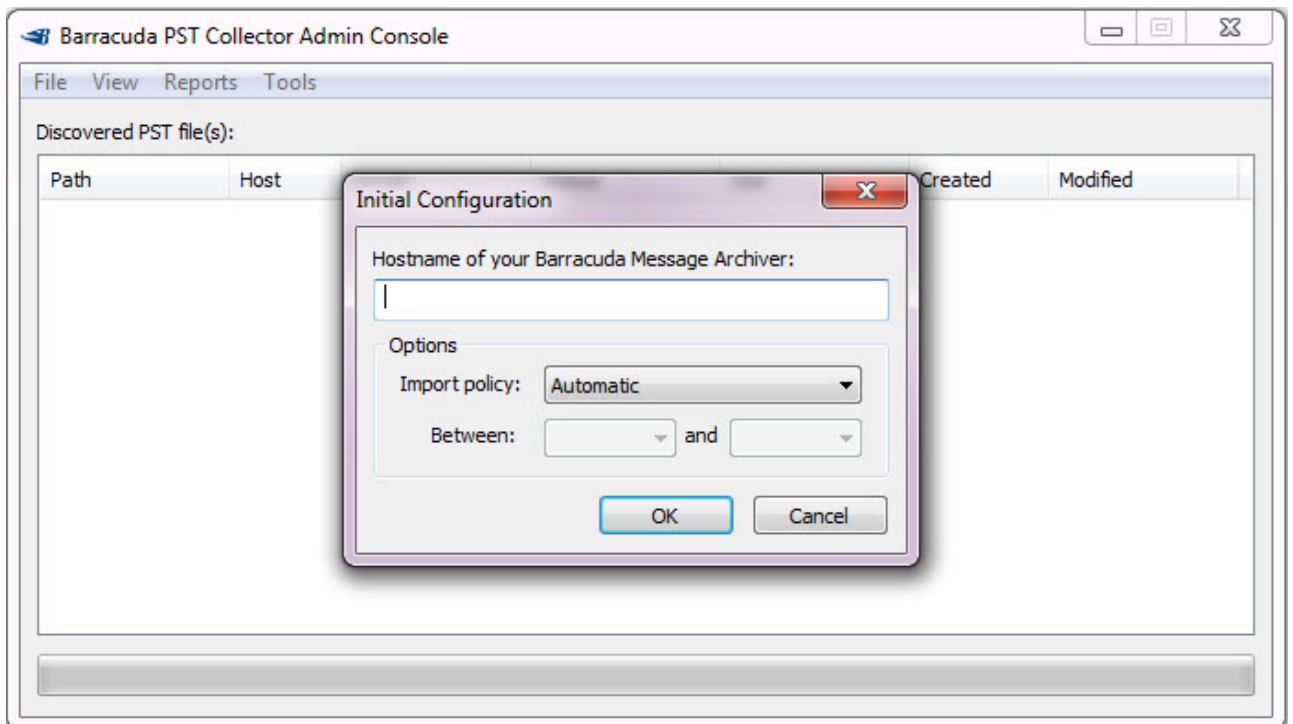 Barracuda PST Collector Admin Console
File View Reports Tools
Discovered PST file(s):
Path Host Created Modified
Initial Configuration
Hostname of your Barracuda Message Archiver:
Options
Import policy: Automatic
Between: and
OK Cancel